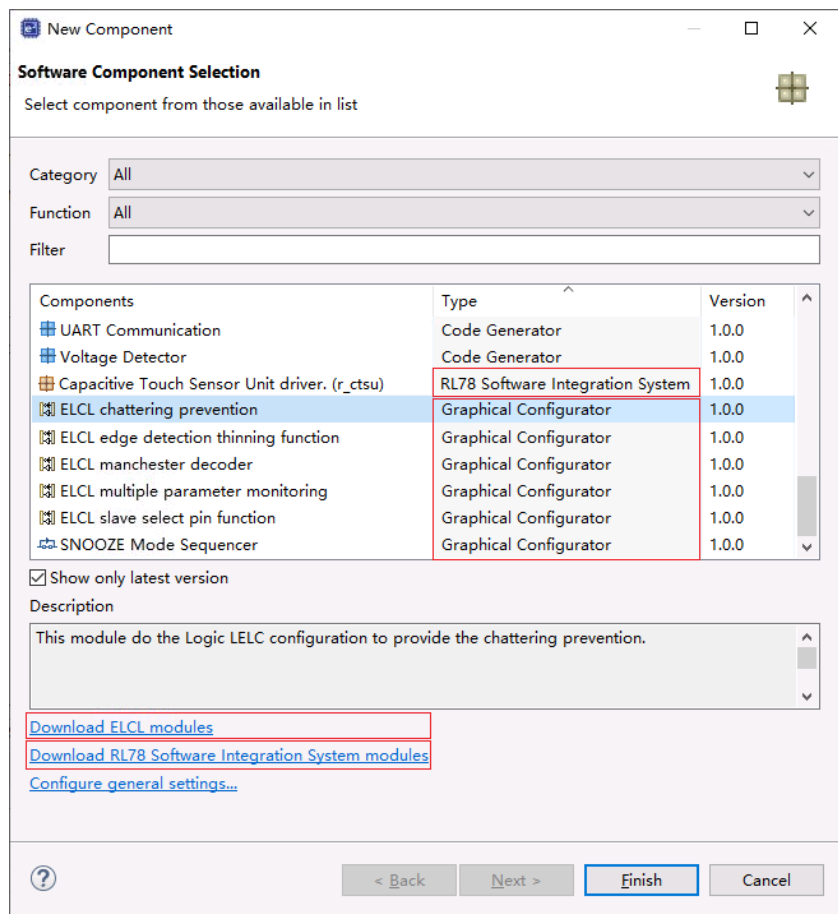 New Component
Software Component Selection
Select component from those available in list
Category All
Function All
Filter
Components Type Version
UART Communication Code Generator 1.0.0
Voltage Detector Code Generator 1.0.0
Capacitive Touch Sensor Unit driver. (r_ctsu) RL78 Software Integration System 1.0.0
ELCL chattering prevention Graphical Configurator 1.0.0
ELCL edge detection thinning function Graphical Configurator 1.0.0
ELCL manchester decoder Graphical Configurator 1.0.0
ELCL multiple parameter monitoring Graphical Configurator 1.0.0
ELCL slave select pin function Graphical Configurator 1.0.0
SNOOZE Mode Sequencer Graphical Configurator 1.0.0
Show only latest version
Description
This module do the Logic LELC configuration to provide the chattering prevention.
Download ELCL modules
Download RL78 Software Integration System modules
Configure general settings...
? < Back Next > Finish Cancel